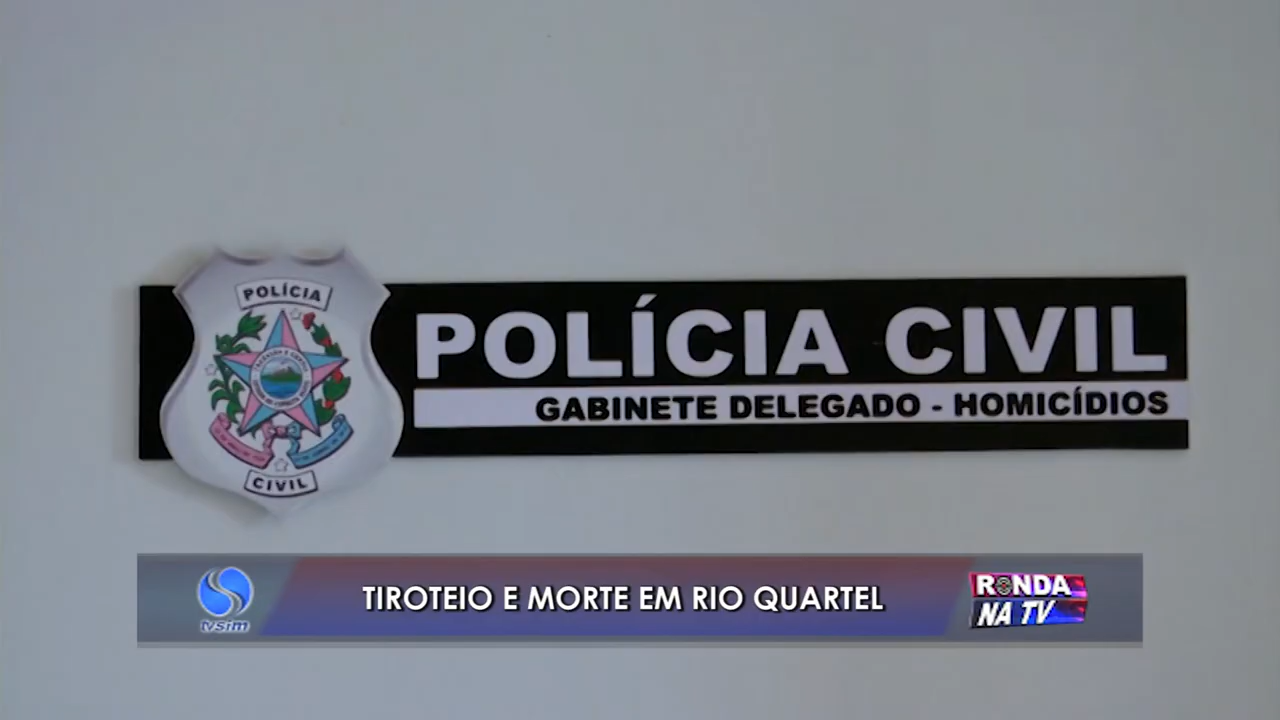 POLÍCIA
CIVIL
POLÍCIA CIVIL
GABINETE DELEGADO - HOMICÍDIOS
tvsim
TIROTEIO E MORTE EM RIO QUARTEL
RONDA
NA TV